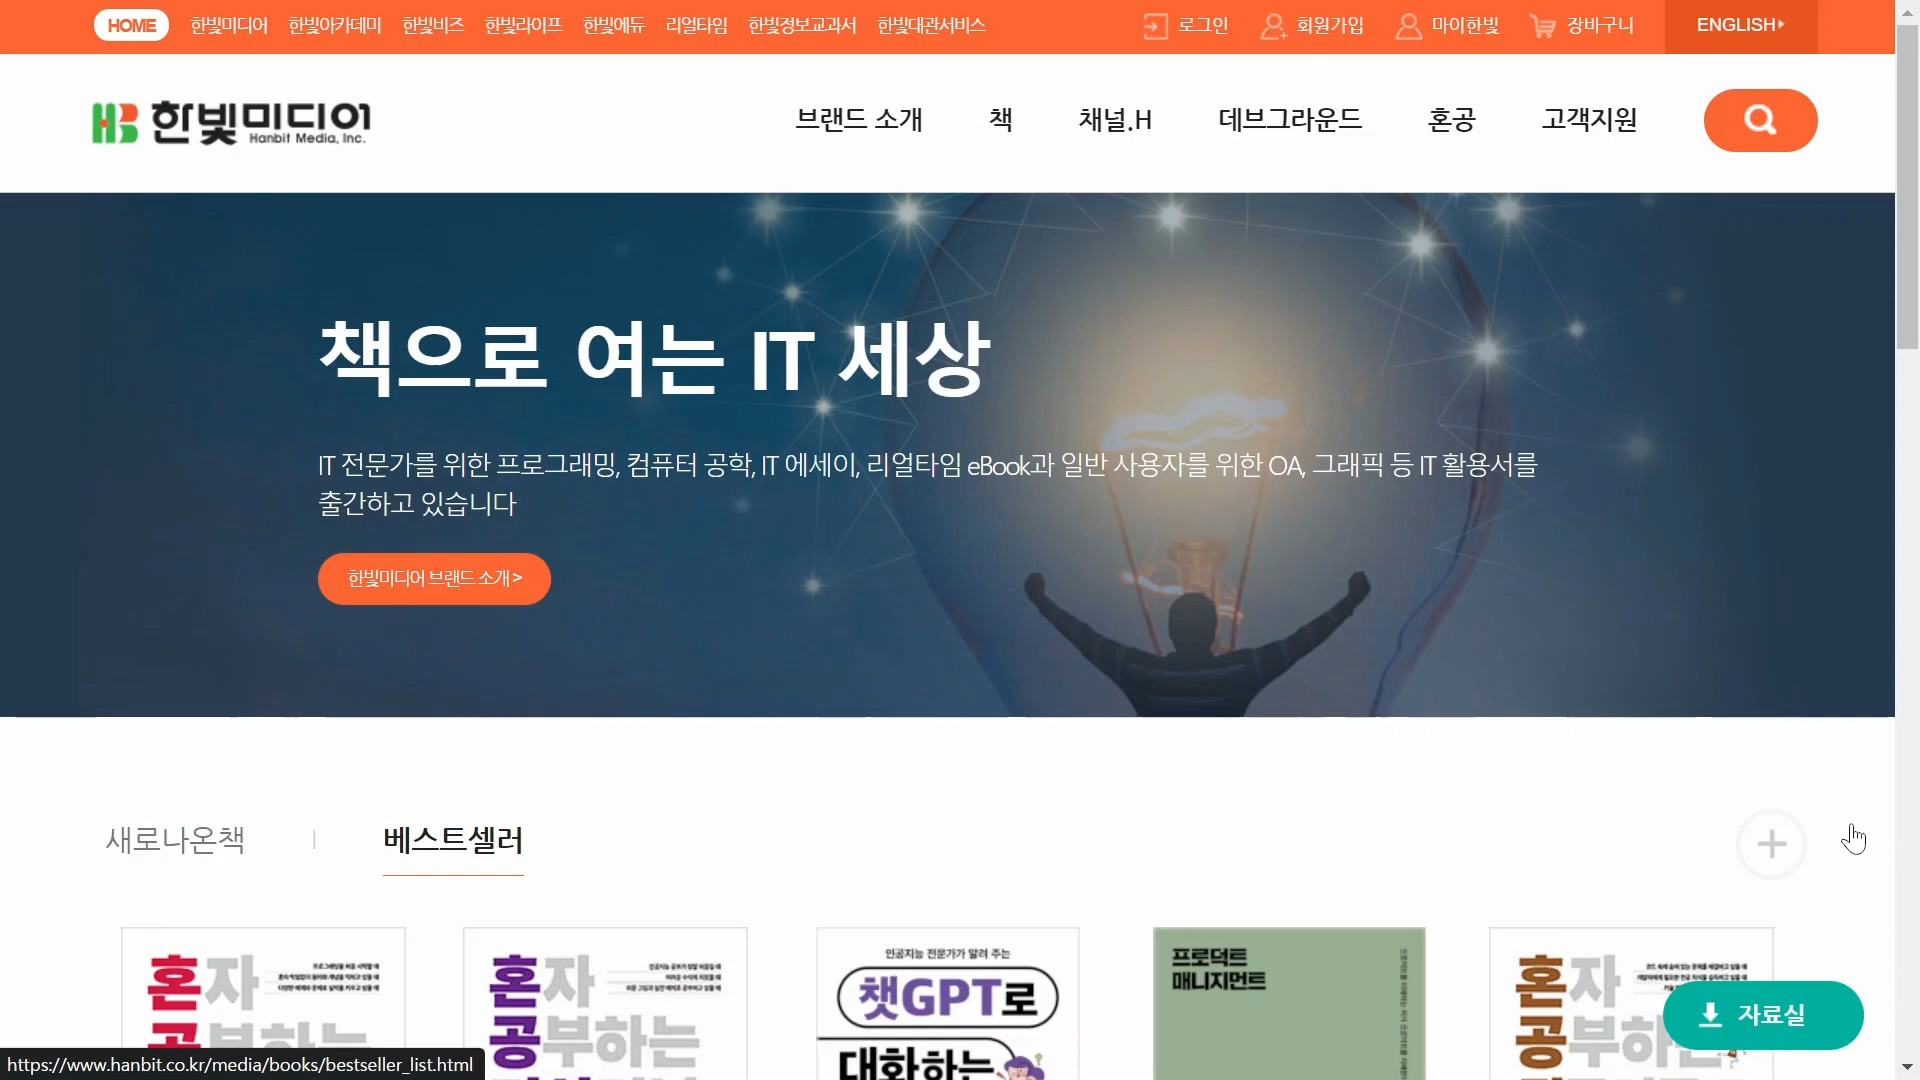 HOME 한빛미디어 한빛아카데미 한빛비즈 한빛라이프 한빛에듀 리얼타임 한빛정보교과서 한빛대관서비스 로그인 회원가입 마이한빛 장바구니 ENGLISH
한빛미디어
Hanbit Media, Inc.
브랜드 소개 책 채널.H 데브그라운드 혼공 고객지원
책으로 여는 IT 세상
IT 전문가를 위한 프로그래밍, 컴퓨터 공학, IT 에세이, 리얼타임 eBook과 일반 사용자를 위한 OA, 그래픽 등 IT 활용서를
출간하고 있습니다
한빛미디어 브랜드 소개 >
새로나온책 | 베스트셀러
혼자
공부하는
혼자
공부하는
인공지능 전문가가 알려 주는
챗GPT로
대화하는
프로덕트
매니지먼트
혼자
공부하
자료실
https://www.hanbit.co.kr/media/books/bestseller_list.html